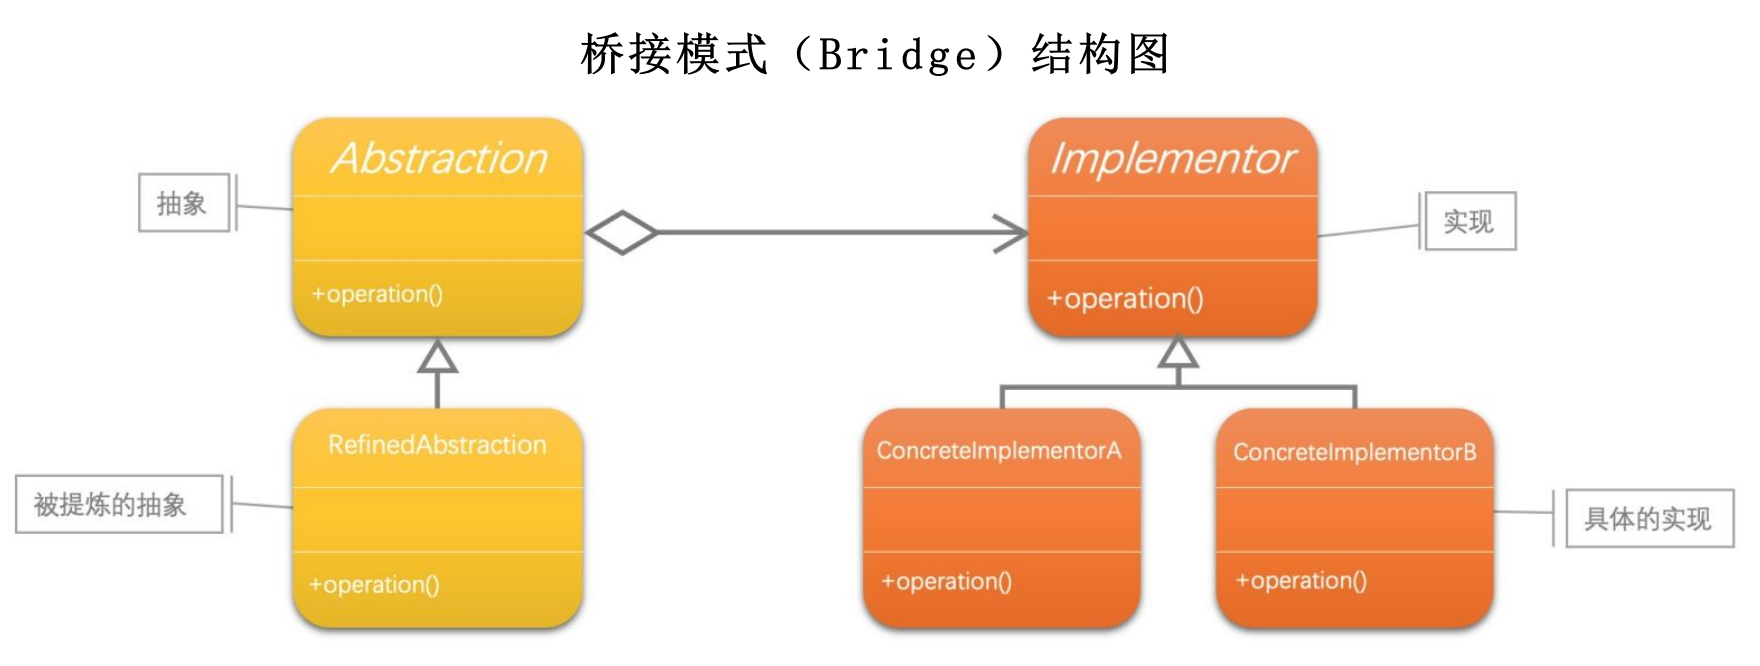 桥接模式（Bridge）结构图
抽象
Abstraction
+operation()
Implementor
+operation()
实现
被提炼的抽象
RefinedAbstraction
+operation()
ConcreteImplementorA
+operation()
ConcreteImplementorB
+operation()
具体的实现